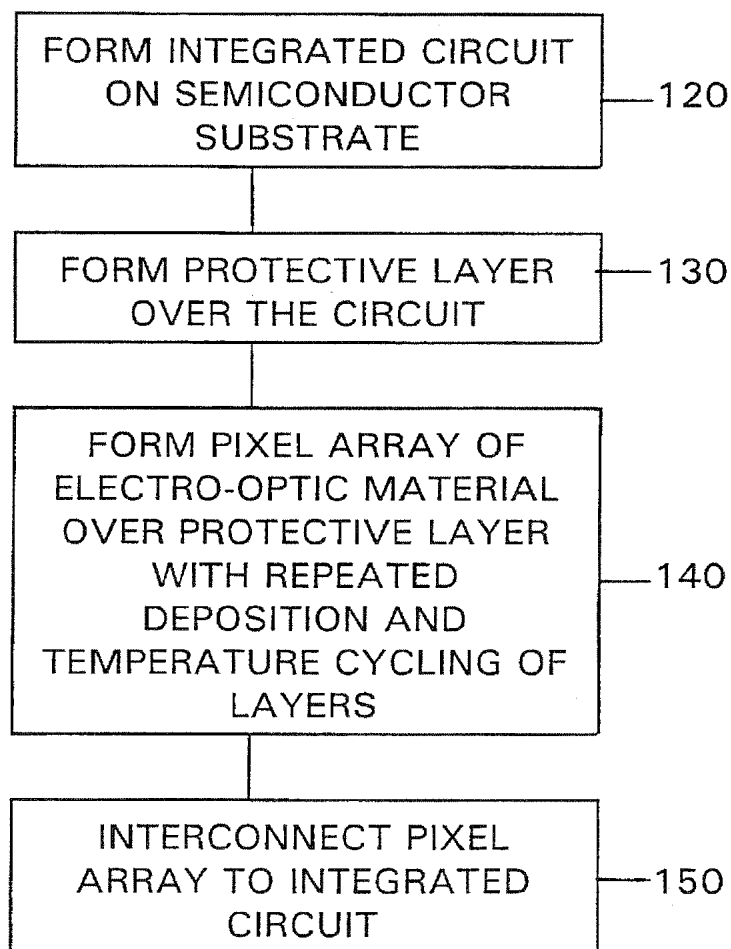 FORM INTEGRATED CIRCUIT
ON SEMICONDUCTOR
SUBSTRATE
120
FORM PROTECTIVE LAYER
OVER THE CIRCUIT
130
FORM PIXEL ARRAY OF
ELECTRO-OPTIC MATERIAL
OVER PROTECTIVE LAYER
WITH REPEATED
DEPOSITION AND
TEMPERATURE CYCLING OF
LAYERS
140
INTERCONNECT PIXEL
ARRAY TO INTEGRATED
CIRCUIT
150